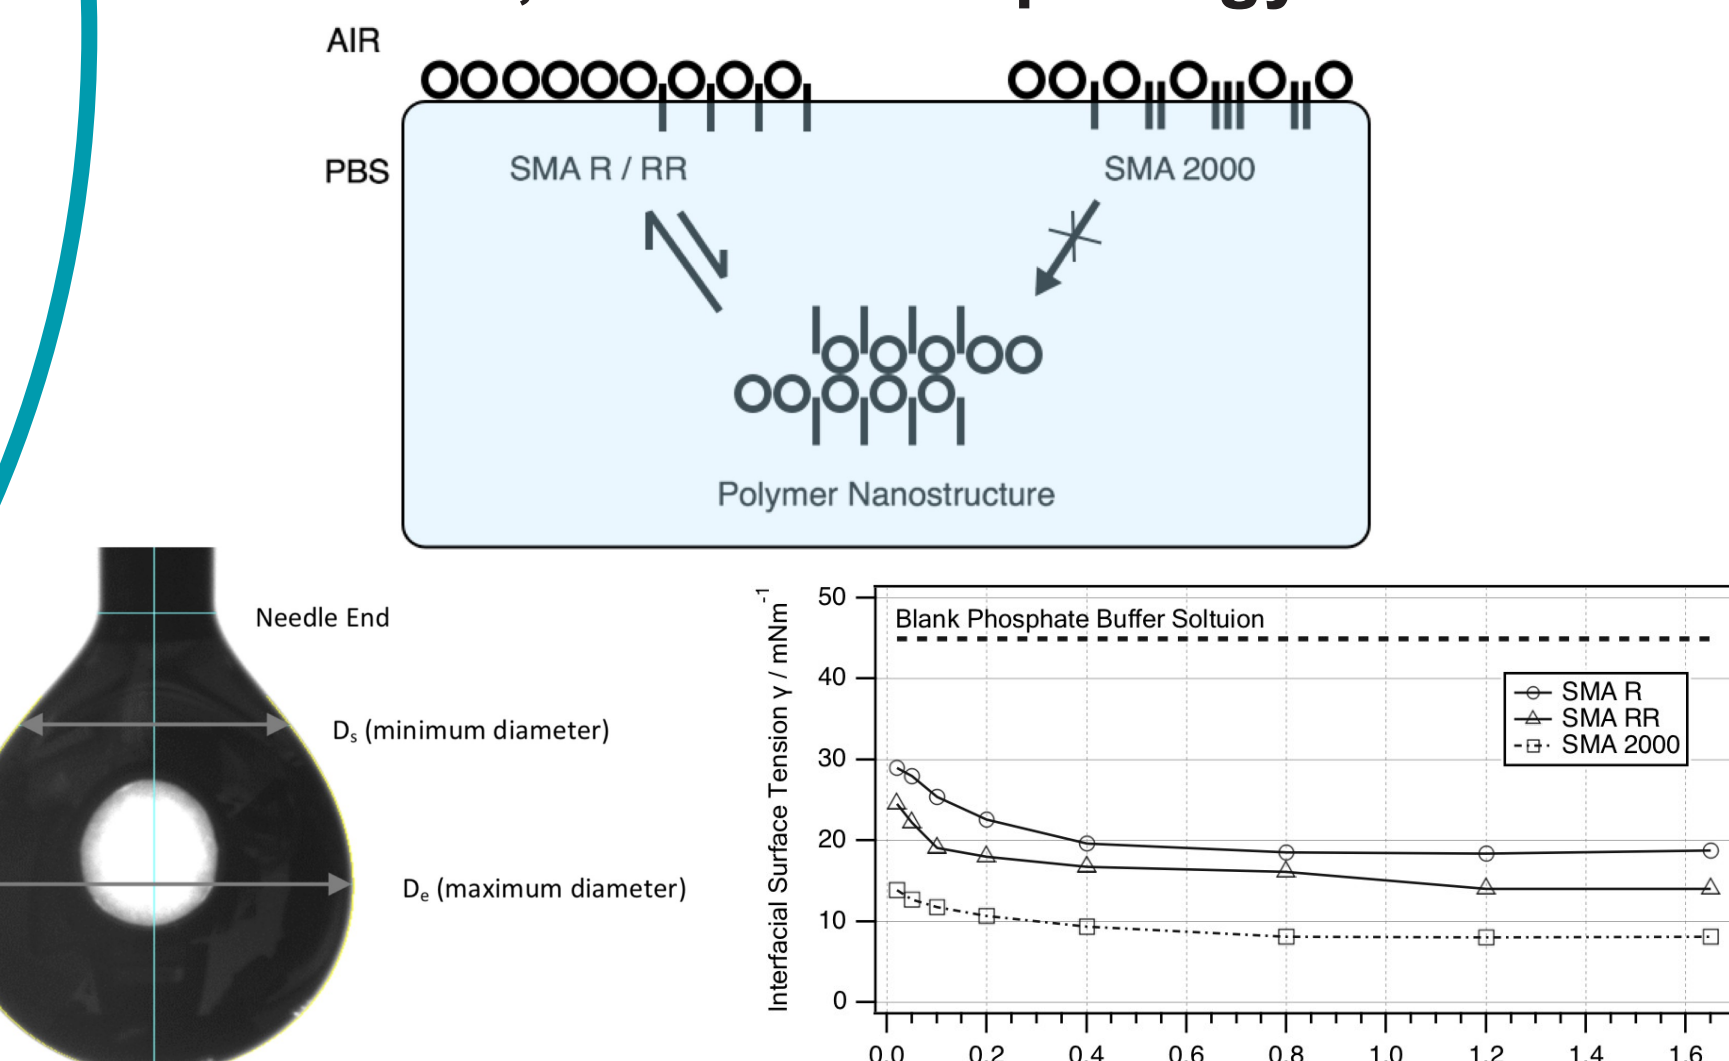 AIR
PBS
SMA R / RR
SMA 2000
Polymer Nanostructure
Needle End
Ds (minimum diameter)
De (maximum diameter)
Interfacial Surface Tension γ / mNm-1
50
40
30
20
10
0
Blank Phosphate Buffer Soltuion
SMA R
SMA RR
SMA 2000
0.0 0.2 0.4 0.6 0.8 1.0 1.2 1.4 1.6